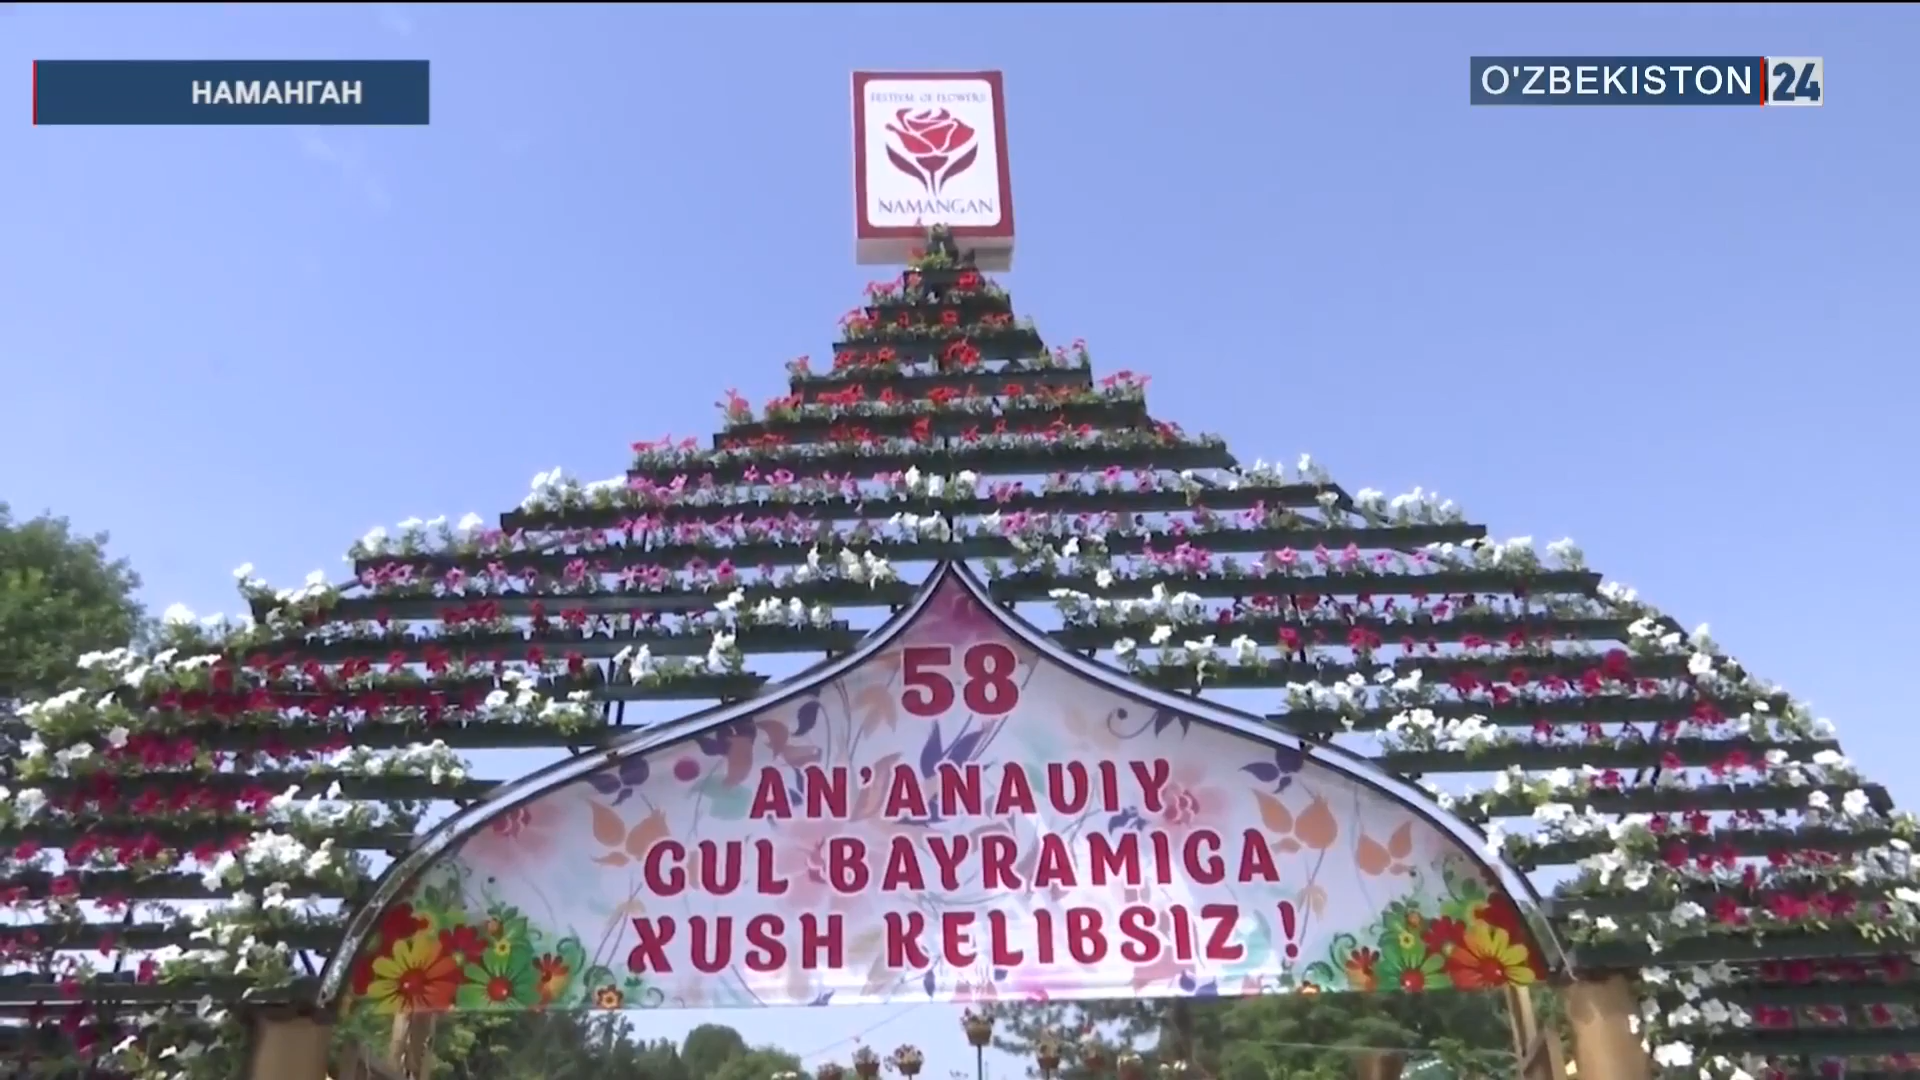 НАМАНГАН
O'ZBEKISTON 24
FESTIVAL OF FLOWERS
NAMANGAN
58
AN'ANAVIY
GUL BAYRAMIGA
XUSH KELIBSIZ !